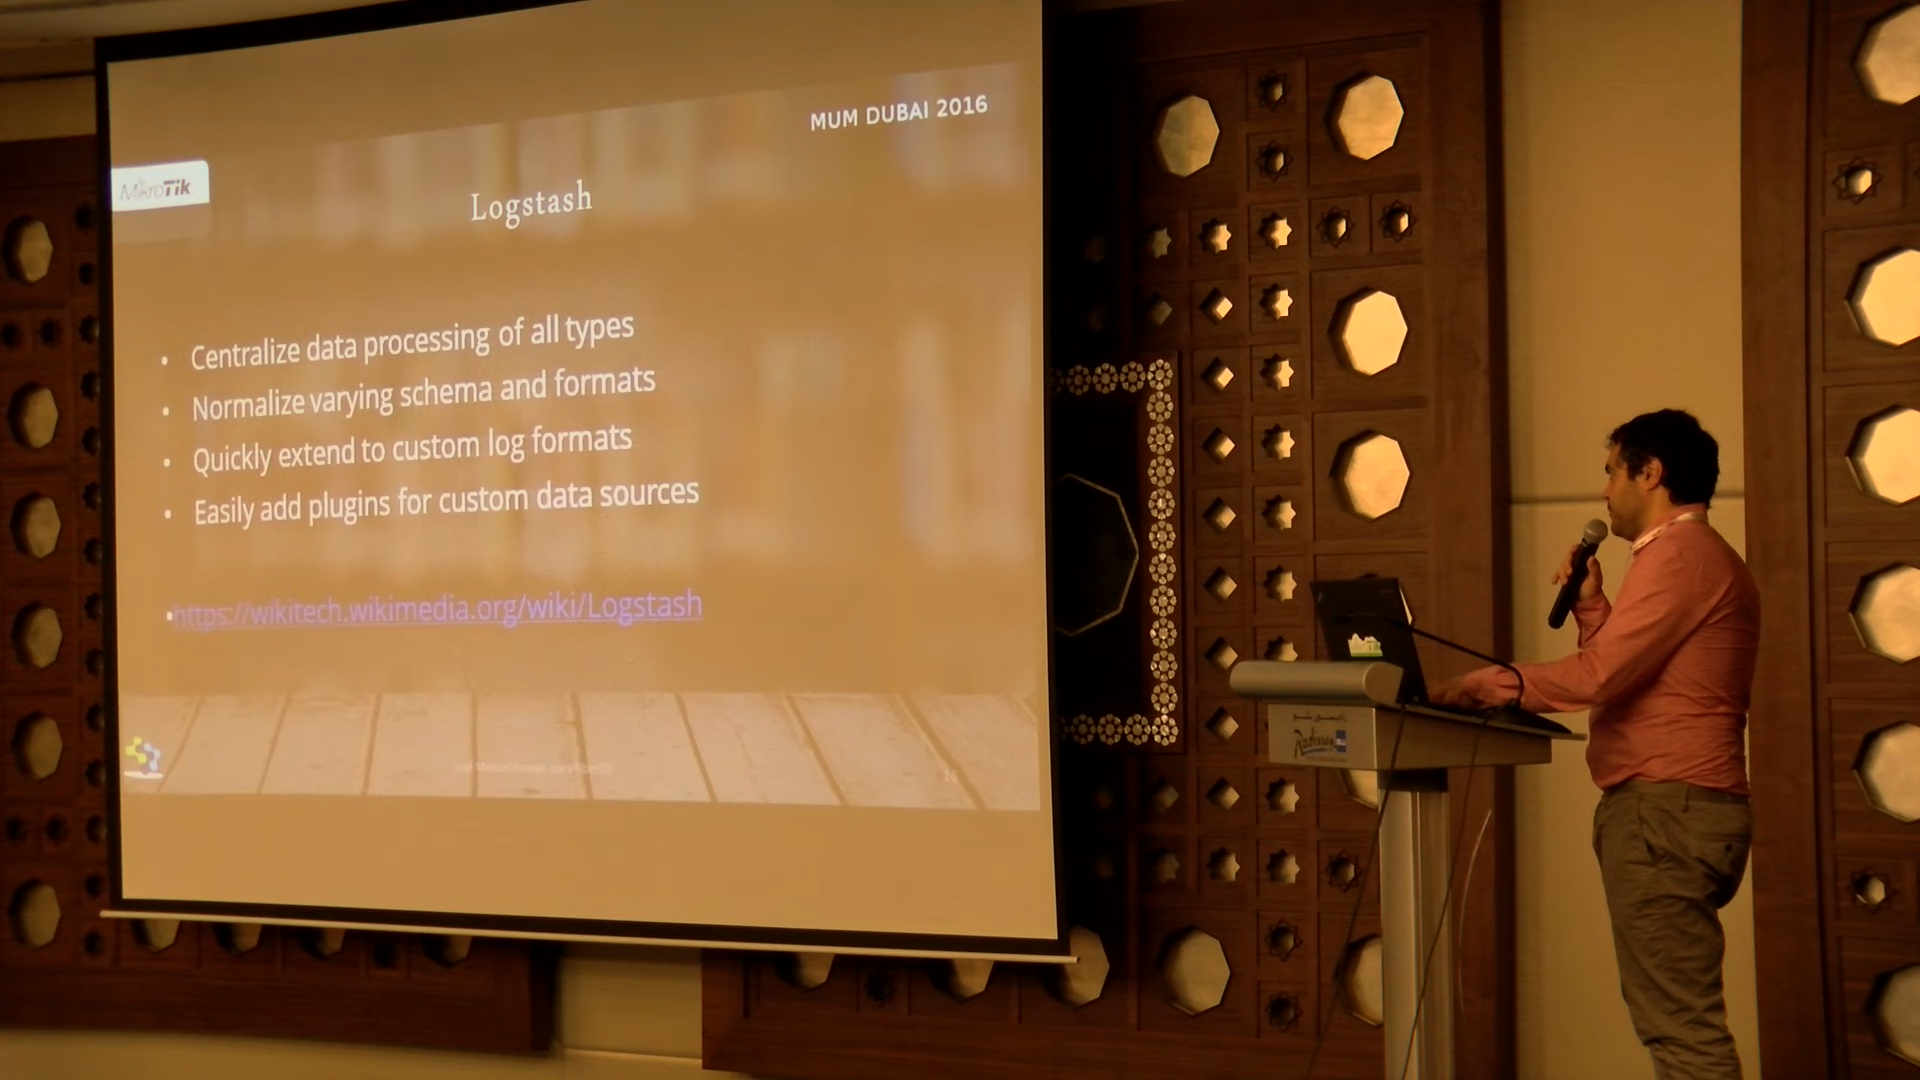 MUM DUBAI 2016
MikroTik
Logstash
• Centralize data processing of all types
• Normalize varying schema and formats
• Quickly extend to custom log formats
• Easily add plugins for custom data sources
•https://wikitech.wikimedia.org/wiki/Logstash
Radisson